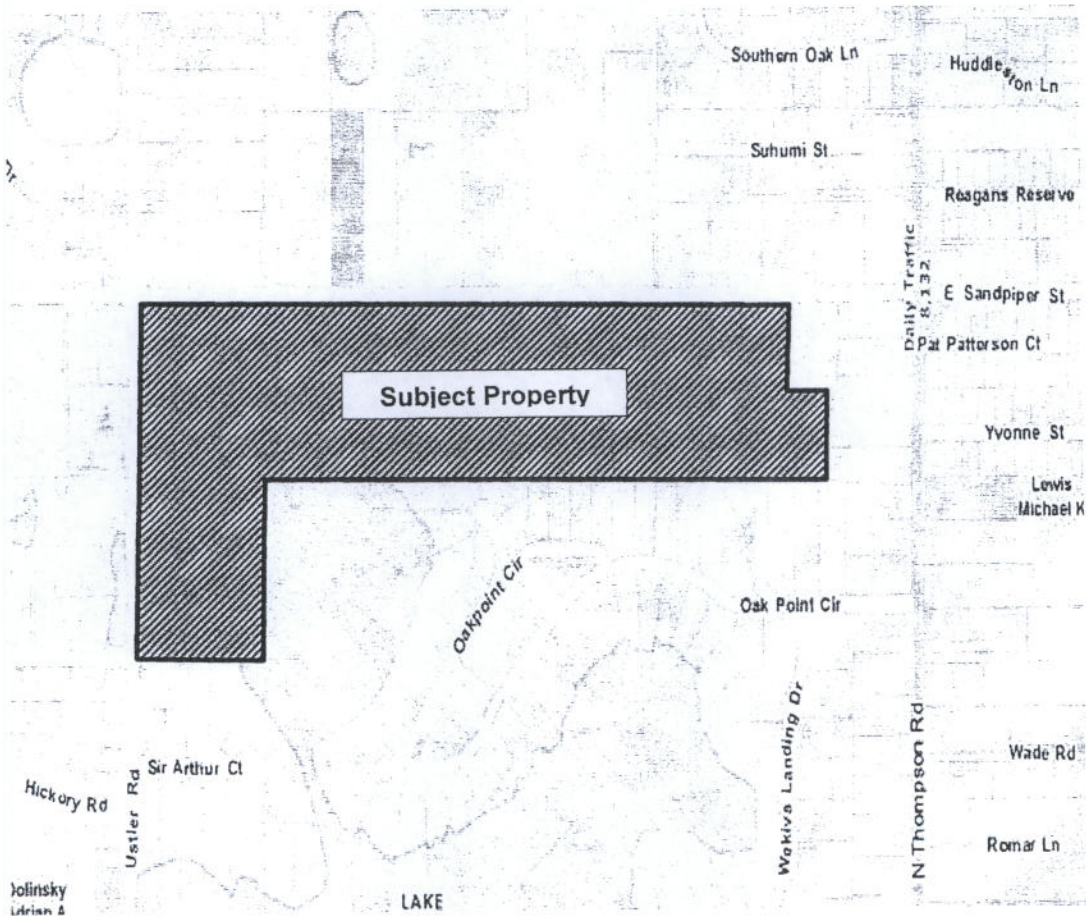 Southern Oak Ln
Huddleston Ln
Suhumi St
Reagans Reserve
Daily Traffic
8,132
E Sandpiper St
Pat Patterson Ct
Subject Property
Yvonne St
Lewis
Michael K
Oakpoint Cir
Oak Point Cir
Wekiva Landing Dr
N Thompson Rd
Wade Rd
Sir Arthur Ct
Hickory Rd
Ustler Rd
Romar Ln
LAKE
Dr